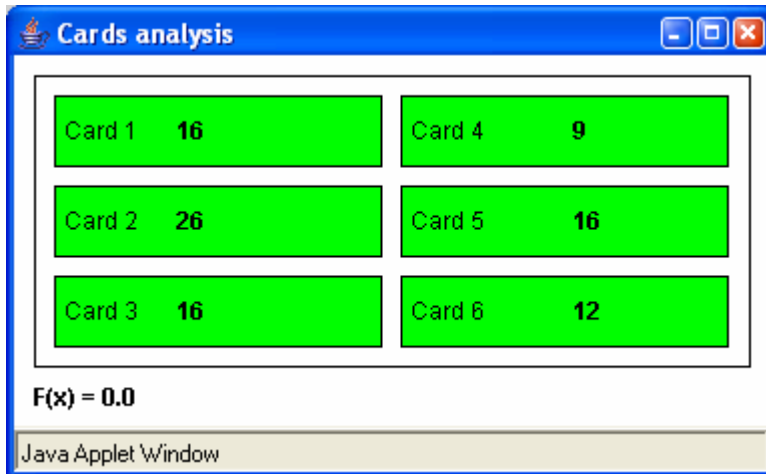 Cards analysis
Card 1 16
Card 4 9
Card 2 26
Card 5 16
Card 3 16
Card 6 12
F(x) = 0.0
Java Applet Window